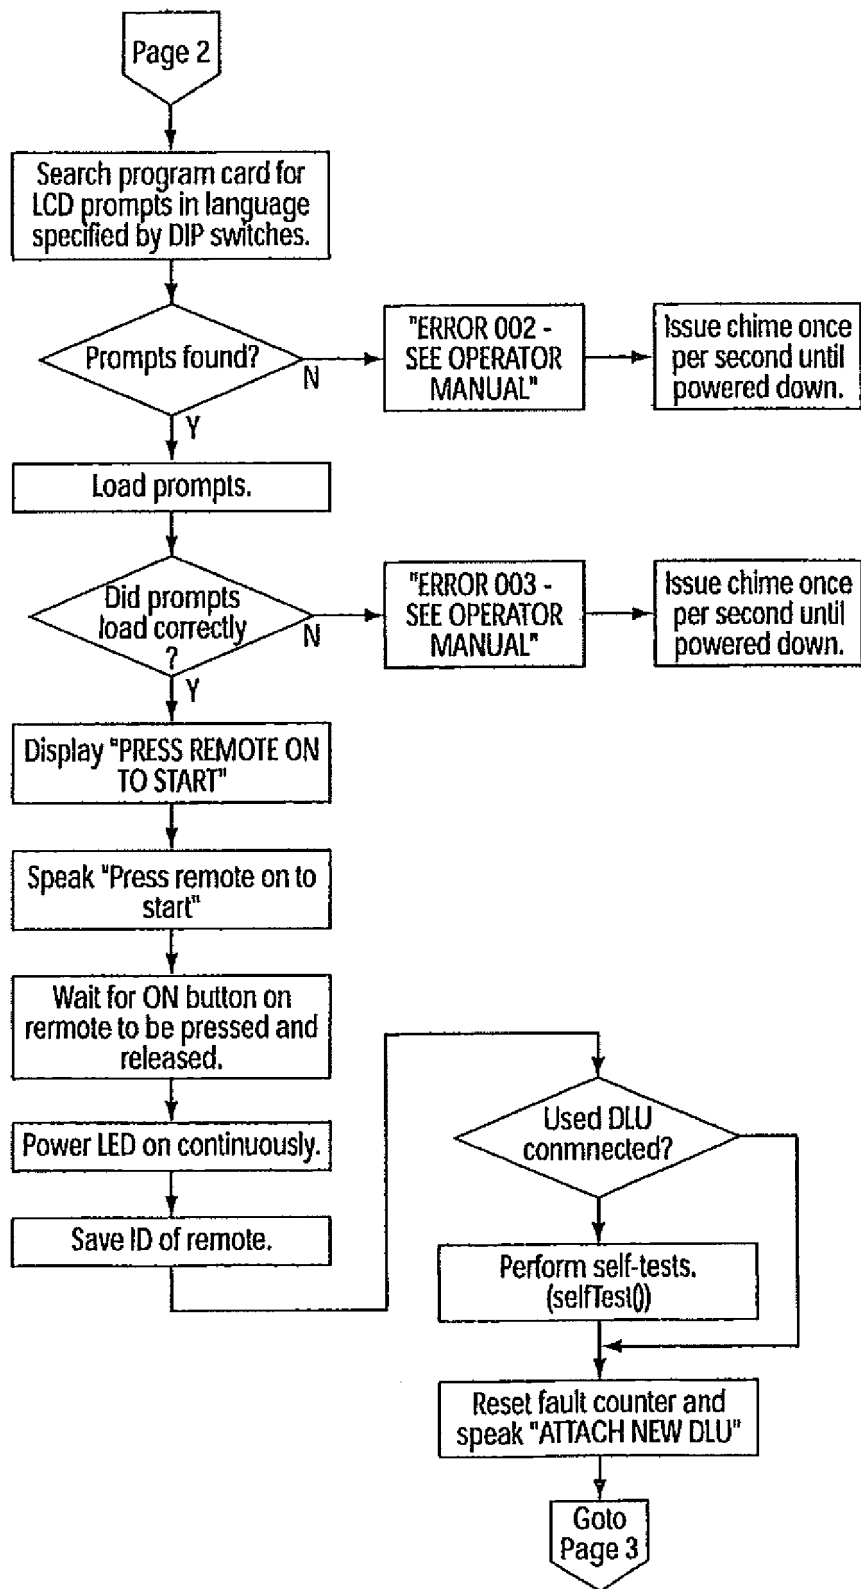 Page 2
Search program card for
LCD prompts in language
specified by DIP switches.
Prompts found?
N
Y
"ERROR 002 -
SEE OPERATOR
MANUAL"
Issue chime once
per second until
powered down.
Load prompts.
Did prompts
load correctly
?
N
Y
"ERROR 003 -
SEE OPERATOR
MANUAL"
Issue chime once
per second until
powered down.
Display "PRESS REMOTE ON
TO START"
Speak "Press remote on to
start"
Wait for ON button on
rermote to be pressed and
released.
Power LED on continuously.
Save ID of remote.
Used DLU
conmnected?
Perform self-tests.
(selfTest())
Reset fault counter and
speak "ATTACH NEW DLU"
Goto
Page 3